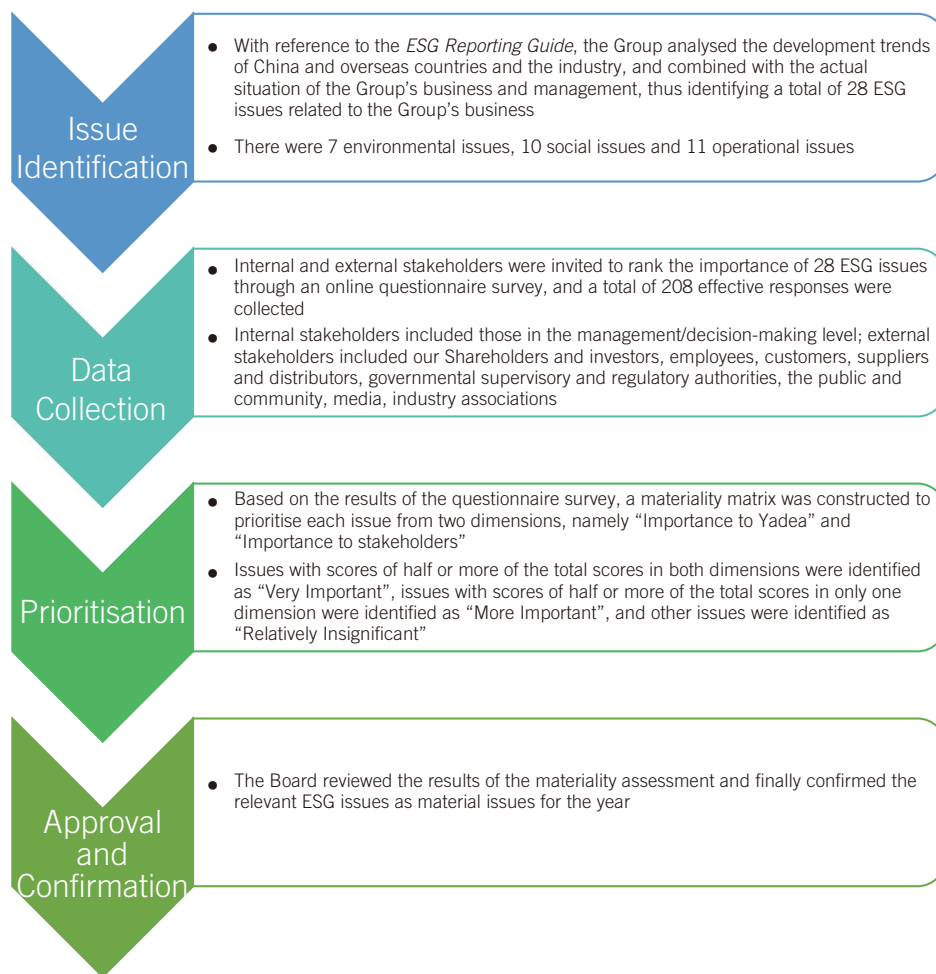 Issue
Identification
● With reference to the ESG Reporting Guide, the Group analysed the development trends
of China and overseas countries and the industry, and combined with the actual
situation of the Group's business and management, thus identifying a total of 28 ESG
issues related to the Group's business
● There were 7 environmental issues, 10 social issues and 11 operational issues
Data
Collection
● Internal and external stakeholders were invited to rank the importance of 28 ESG issues
through an online questionnaire survey, and a total of 208 effective responses were
collected
● Internal stakeholders included those in the management/decision-making level; external
stakeholders included our Shareholders and investors, employees, customers, suppliers
and distributors, governmental supervisory and regulatory authorities, the public and
community, media, industry associations
Prioritisation
● Based on the results of the questionnaire survey, a materiality matrix was constructed to
prioritise each issue from two dimensions, namely “Importance to Yadea” and
“Importance to stakeholders”
● Issues with scores of half or more of the total scores in both dimensions were identified
as “Very Important”, issues with scores of half or more of the total scores in only one
dimension were identified as “More Important”, and other issues were identified as
“Relatively Insignificant”
Approval
and
Confirmation
● The Board reviewed the results of the materiality assessment and finally confirmed the
relevant ESG issues as material issues for the year